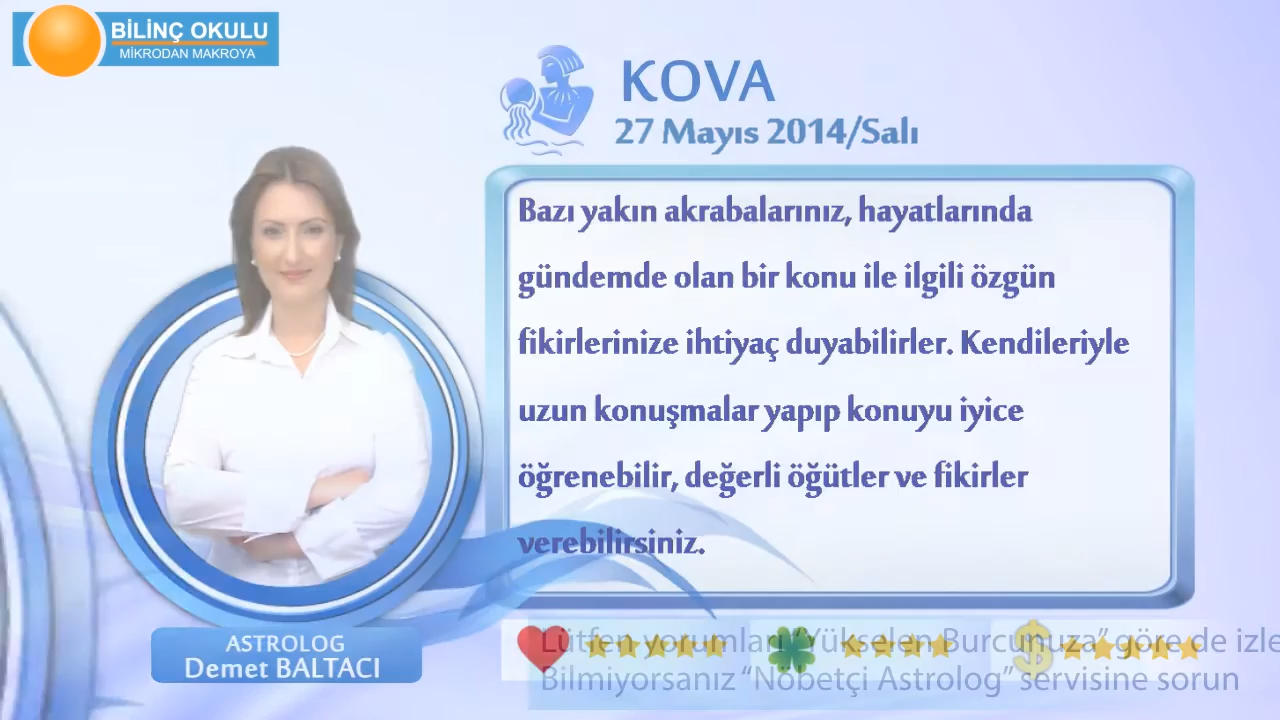 BİLİNÇ OKULU
MİKRODAN MAKROYA
KOVA
27 Mayıs 2014/Salı
Bazı yakın akrabalarınız, hayatlarında
gündemde olan bir konu ile ilgili özgün
fikirlerinize ihtiyaç duyabilirler. Kendileriyle
uzun konuşmalar yapıp konuyu iyice
öğrenebilir, değerli öğütler ve fikirler
verebilirsiniz.
ASTROLOG
Demet BALTACI
Lütfen yorumları "Yükselen Burcunuza" göre de izle
Bilmiyorsanız "Nöbetçi Astrolog" servisine sorun